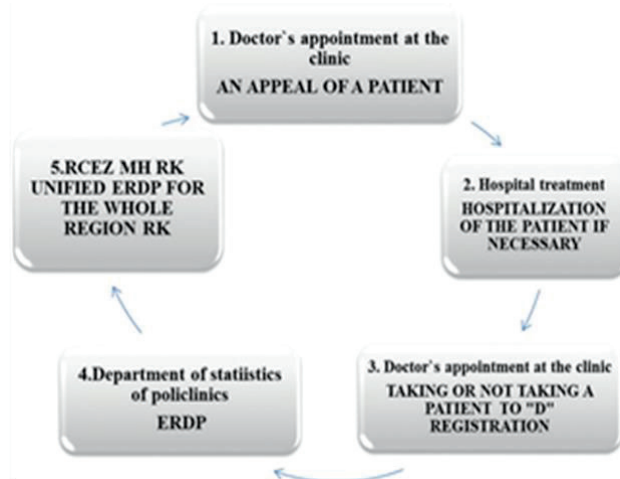 1. Doctor`s appointment at the
clinic
AN APPEAL OF A PATIENT
2. Hospital treatment
HOSPITALIZATION
OF THE PATIENT IF
NECESSARY
3. Doctor`s appointment at the clinic
TAKING OR NOT TAKING A
PATIENT TO "D"
REGISTRATION
4.Department of statiistics
of policlinics
ERDP
5.RCEZ MH RK
UNIFIED ERDP FOR
THE WHOLE
REGION RK